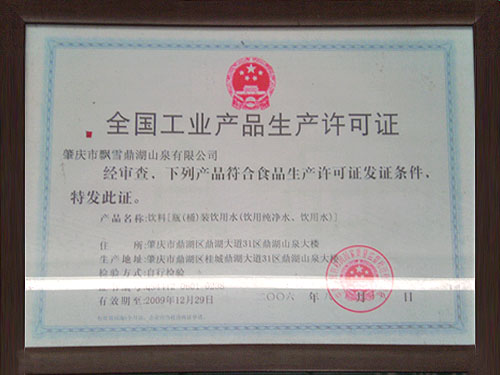 全国工业产品生产许可证
肇庆市飘雪鼎湖山泉有限公司
经审查，下列产品符合食品生产许可证发证条件，
特发此证。
产品名称:饮料[瓶(桶)装饮用水(饮用纯净水、饮用水)]
住 所:肇庆市鼎湖区鼎湖大道31区鼎湖山泉大楼
生产地址:肇庆市鼎湖区桂城鼎湖大道31区鼎湖山泉大楼
检验方式:自行检验
有效期至:2009年12月29日
二〇〇六 年 月 日